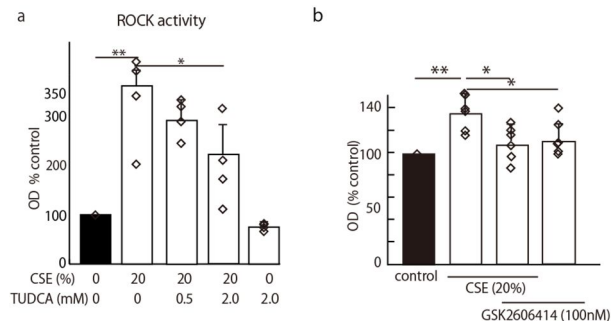 a
ROCK activity
**
*
OD % control
350
300
200
100
0
CSE (%) 0 20 20 20 0
TUDCA (mM) 0 0 0.5 2.0 2.0
b
** *
*
OD (% control)
140
100
50
0
control
CSE (20%)
GSK2606414 (100nM)